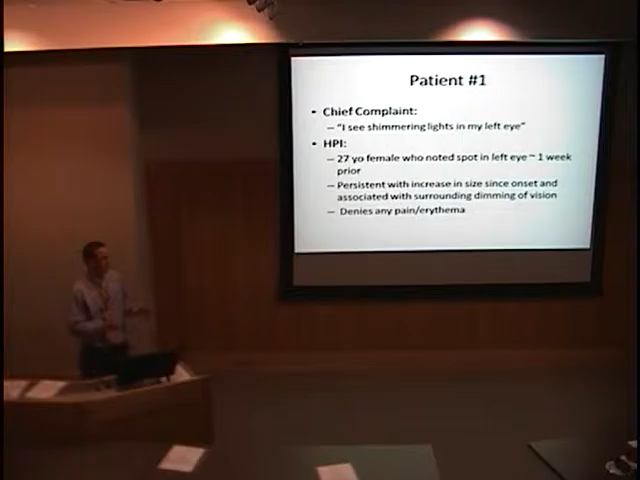 Patient #1
• Chief Complaint:
– "I see shimmering lights in my left eye"
• HPI:
– 27 yo female who noted spot in left eye ~ 1 week
prior
– Persistent with increase in size since onset and
associated with surrounding dimming of vision
– Denies any pain/erythema